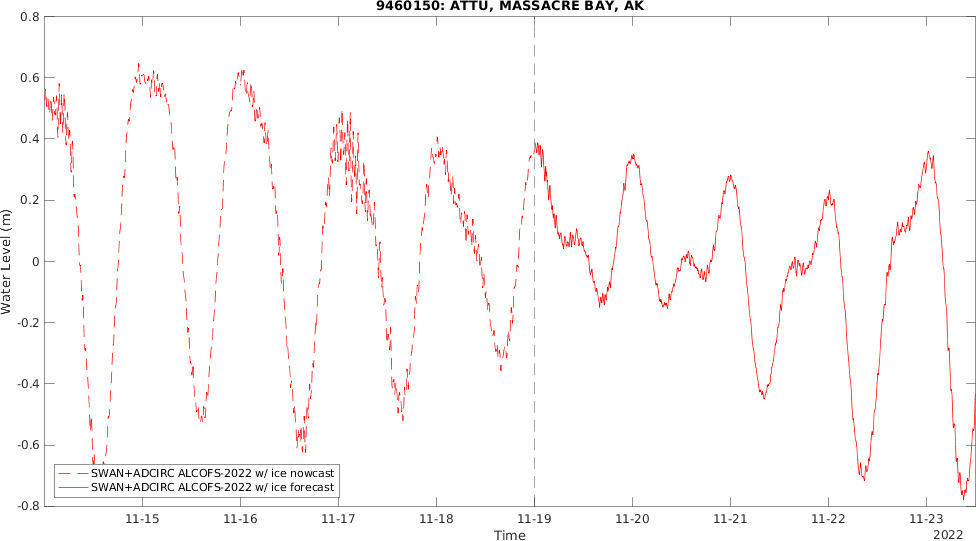 9460150: ATTU, MASSACRE BAY, AK
Water Level (m)
0.8
0.6
0.4
0.2
0
-0.2
-0.4
-0.6
-0.8
SWAN+ADCIRC ALCOFS-2022 w/ ice nowcast
SWAN+ADCIRC ALCOFS-2022 w/ ice forecast
11-15 11-16 11-17 11-18 11-19 11-20 11-21 11-22 11-23
Time
2022